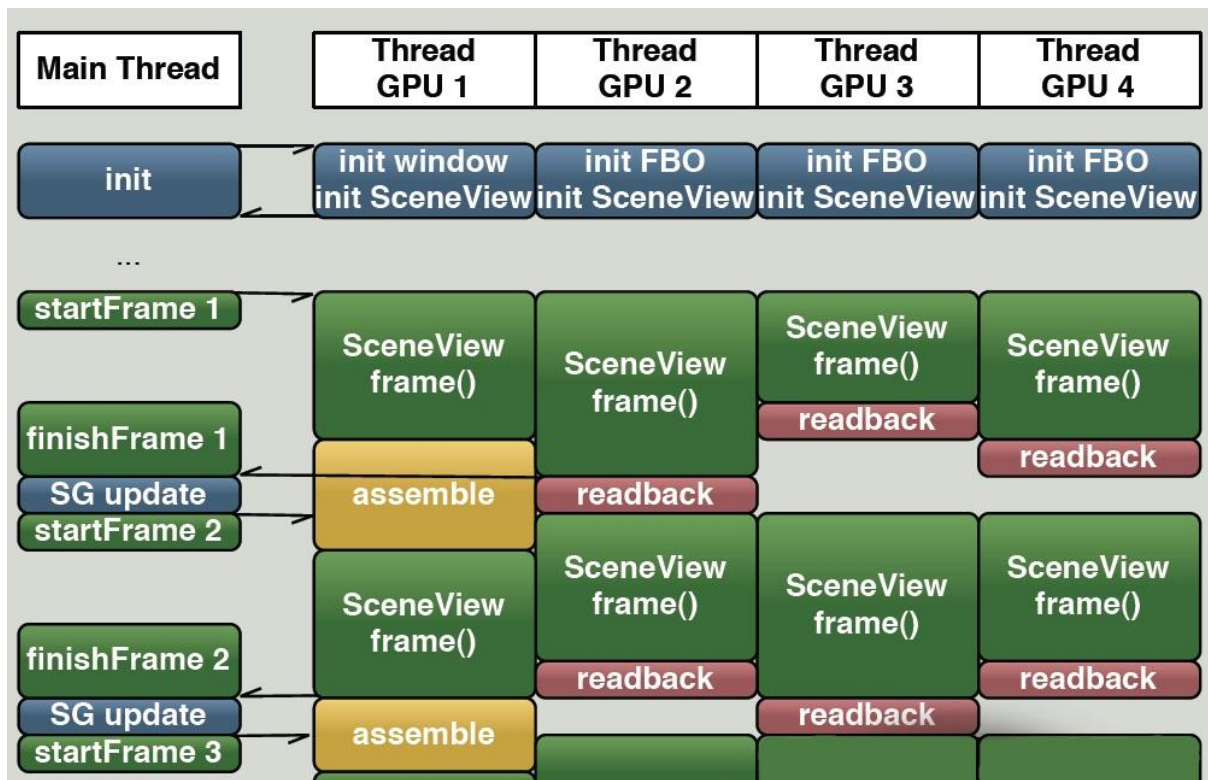 Main Thread
Thread
GPU 1
Thread
GPU 2
Thread
GPU 3
Thread
GPU 4
init
init window
init SceneView
init FBO
init SceneView
init FBO
init SceneView
init FBO
init SceneView
...
startFrame 1
SceneView
frame()
SceneView
frame()
SceneView
frame()
SceneView
frame()
finishFrame 1
readback
readback
SG update
assemble
readback
startFrame 2
SceneView
frame()
SceneView
frame()
SceneView
frame()
SceneView
frame()
finishFrame 2
readback
readback
SG update
readback
startFrame 3
assemble